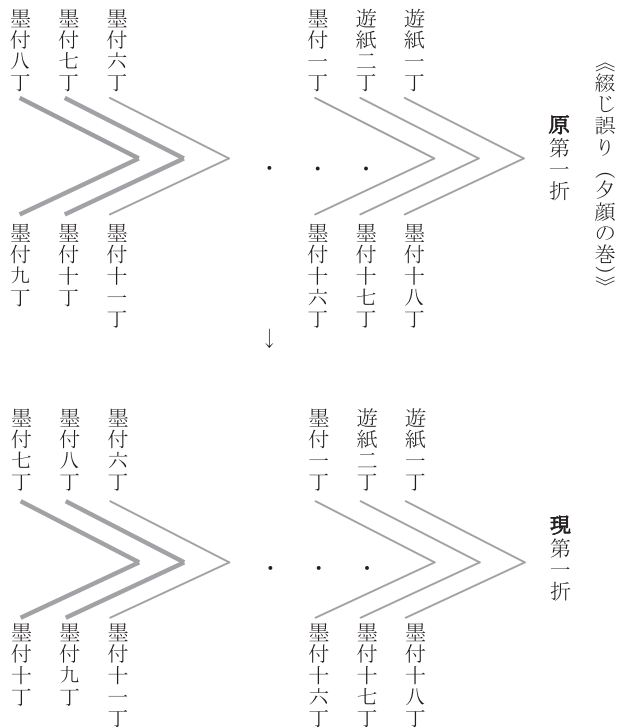 《綴じ誤り（夕顔の巻）》
原第一折
遊紙一丁
遊紙二丁
墨付一丁
・・・
墨付六丁
墨付七丁
墨付八丁
墨付十八丁
墨付十七丁
墨付十六丁
墨付十一丁
墨付十丁
墨付九丁
↓
現第一折
遊紙一丁
遊紙二丁
墨付一丁
・・・
墨付六丁
墨付八丁
墨付七丁
墨付十八丁
墨付十七丁
墨付十六丁
墨付十一丁
墨付九丁
墨付十丁